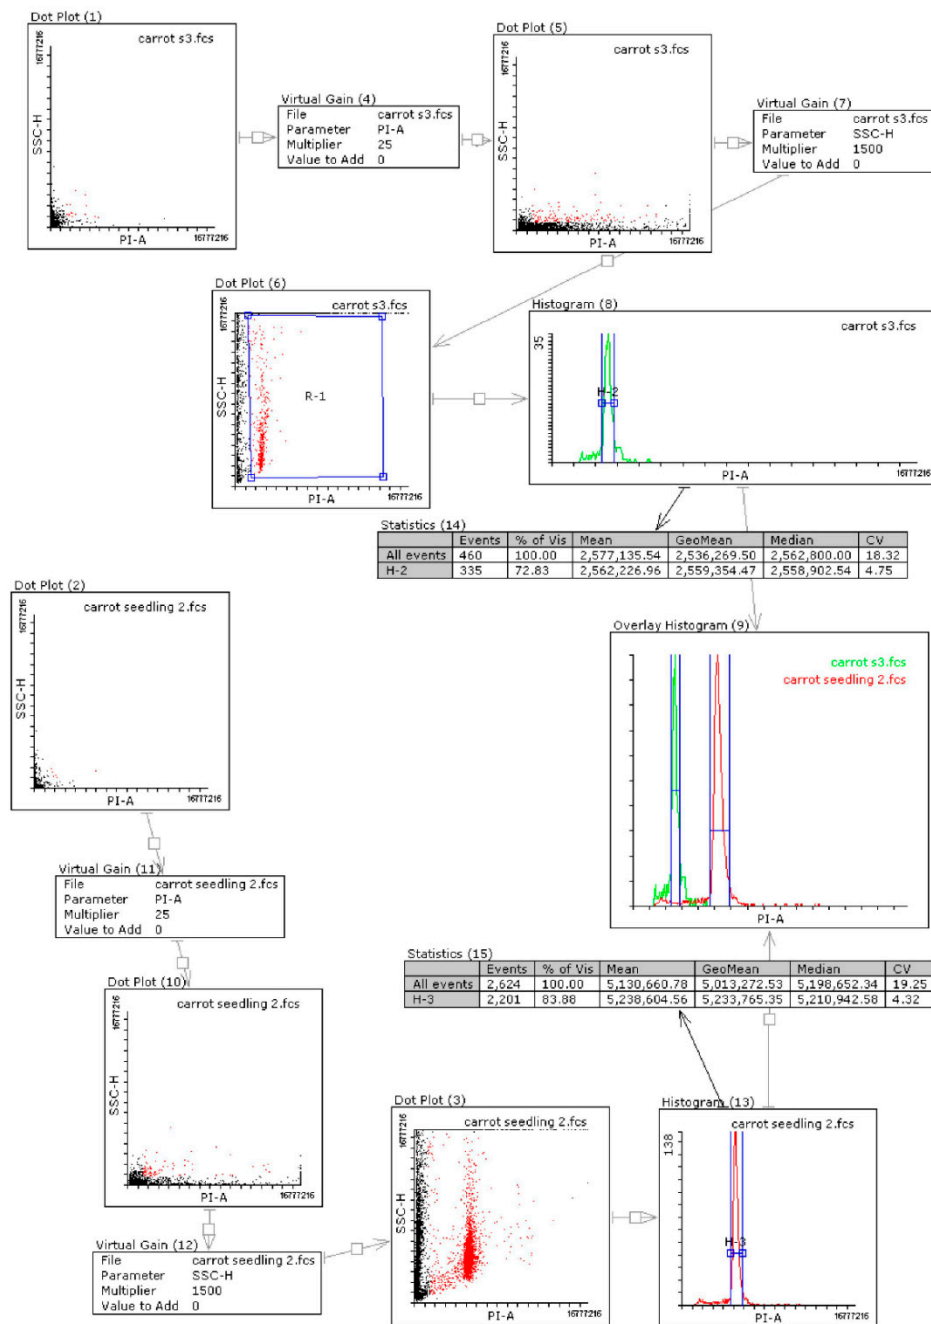 Dot Plot (1)
carrot s3.fcs
16777216
SSC-H
PI-A
16777216
Virtual Gain (4)
File carrot s3.fcs
Parameter PI-A
Multiplier 25
Value to Add 0
Dot Plot (5)
carrot s3.fcs
16777216
SSC-H
PI-A
16777216
Virtual Gain (7)
File carrot s3.fcs
Parameter SSC-H
Multiplier 1500
Value to Add 0
Dot Plot (6)
carrot s3.fcs
16777216
SSC-H
R-1
PI-A
16777216
Histogram (8)
carrot s3.fcs
35
H-2
PI-A
16777216
Statistics (14)
Events % of Vis Mean GeoMean Median CV
All events 460 100.00 2,577,135.54 2,536,269.50 2,562,800.00 18.32
H-2 335 72.83 2,562,226.96 2,559,354.47 2,558,902.54 4.75
Dot Plot (2)
carrot seedling 2.fcs
16777216
SSC-H
PI-A
16777216
Overlay Histogram (9)
carrot s3.fcs
carrot seedling 2.fcs
PI-A
Virtual Gain (11)
File carrot seedling 2.fcs
Parameter PI-A
Multiplier 25
Value to Add 0
Statistics (15)
Events % of Vis Mean GeoMean Median CV
All events 2,624 100.00 5,130,660.78 5,013,272.53 5,198,652.34 19.25
H-3 2,201 83.88 5,238,604.56 5,233,765.35 5,210,942.58 4.32
Dot Plot (10)
carrot seedling 2.fcs
16777216
SSC-H
PI-A
16777216
Dot Plot (3)
carrot seedling 2.fcs
16777216
SSC-H
PI-A
16777216
Histogram (13)
carrot seedling 2.fcs
138
H-3
PI-A
16777216
Virtual Gain (12)
File carrot seedling 2.fcs
Parameter SSC-H
Multiplier 1500
Value to Add 0